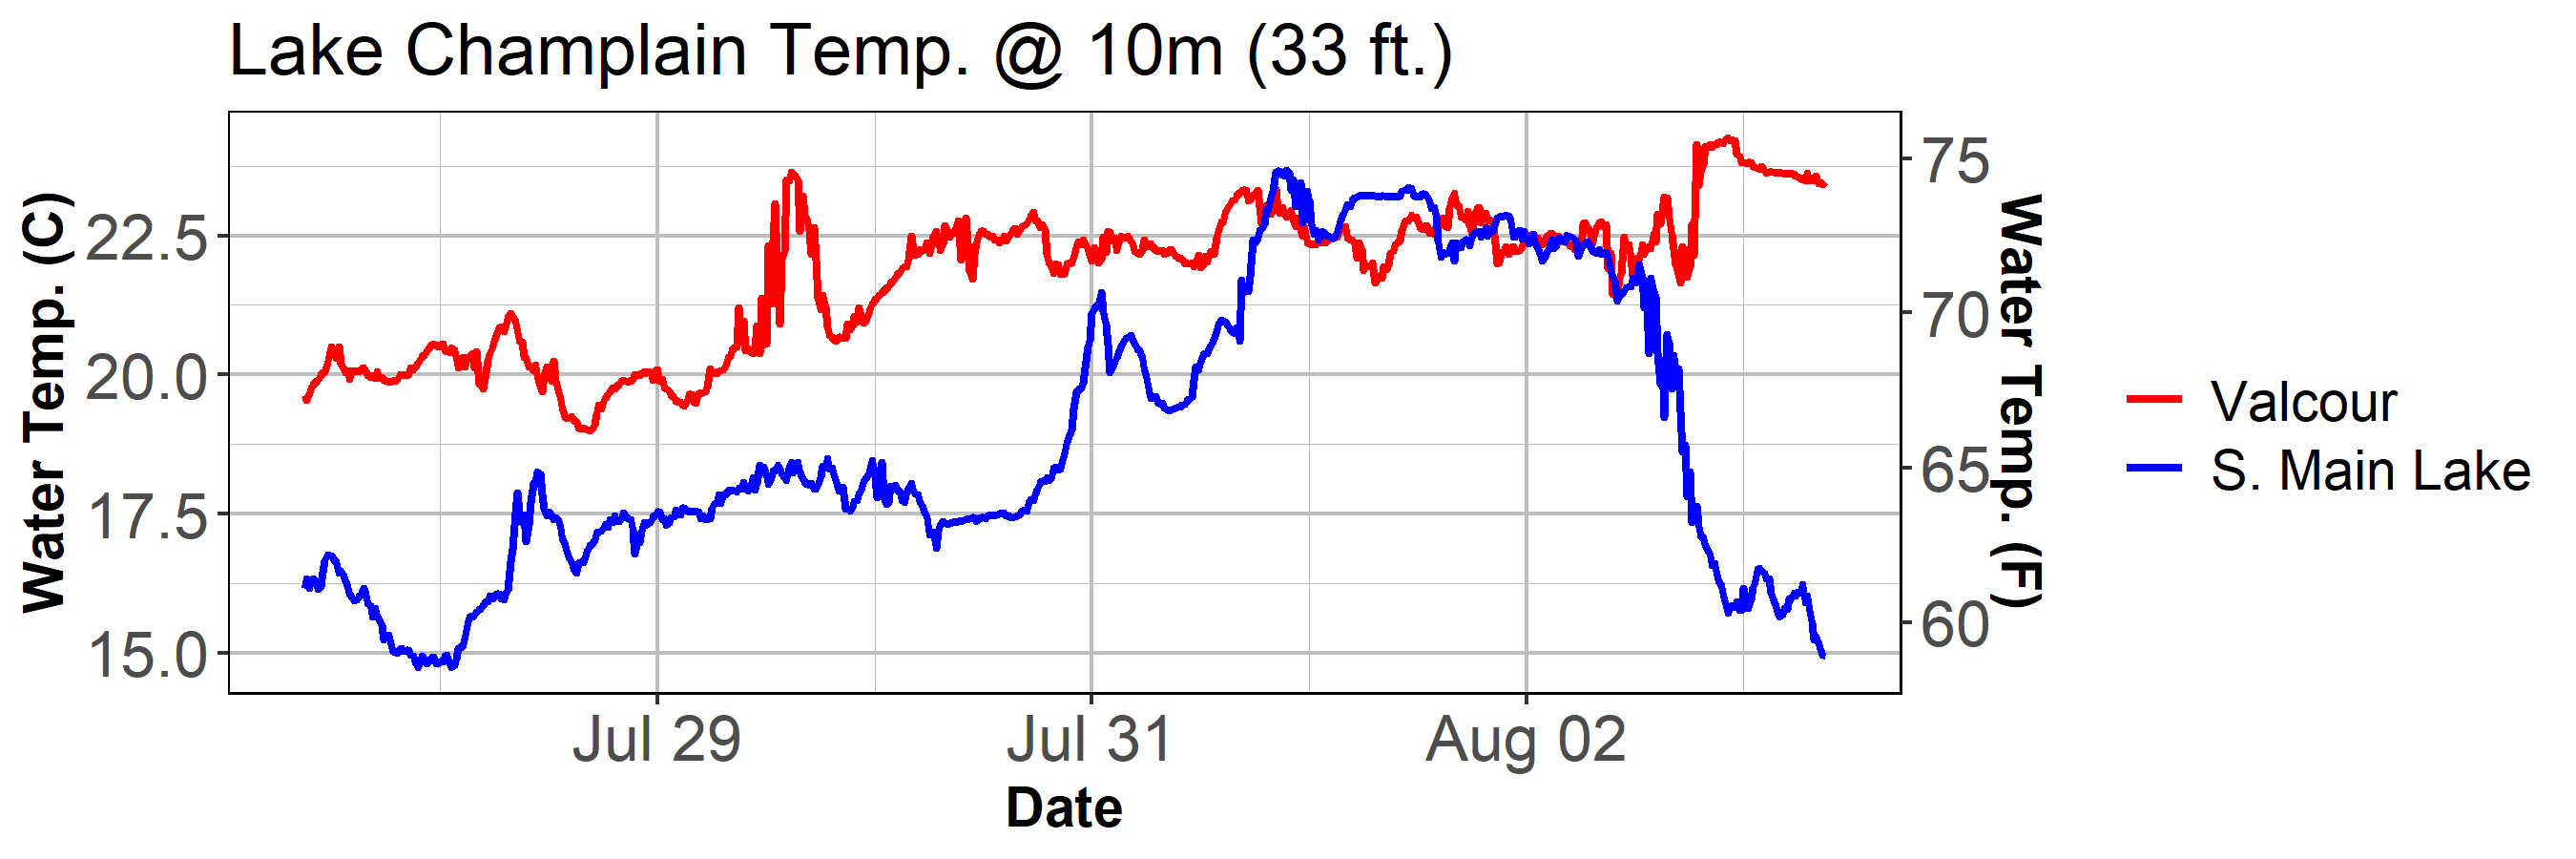 Lake Champlain Temp. @ 10m (33 ft.)
Water Temp. (C)
22.5
20.0
17.5
15.0
75
70
65
60
Water Temp. (F)
Jul 29
Jul 31
Aug 02
Date
Valcour
S. Main Lake